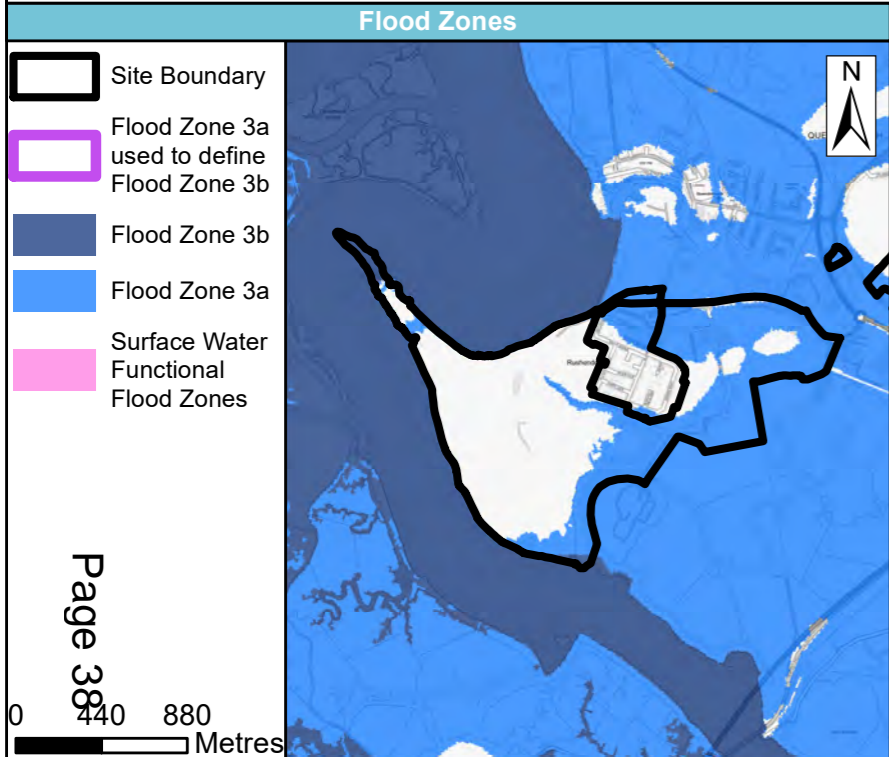 Flood Zones
Site Boundary
Flood Zone 3a
used to define
Flood Zone 3b
Flood Zone 3b
Flood Zone 3a
Surface Water
Functional
Flood Zones
Page 38
0 440 880
Metres
N
QUE